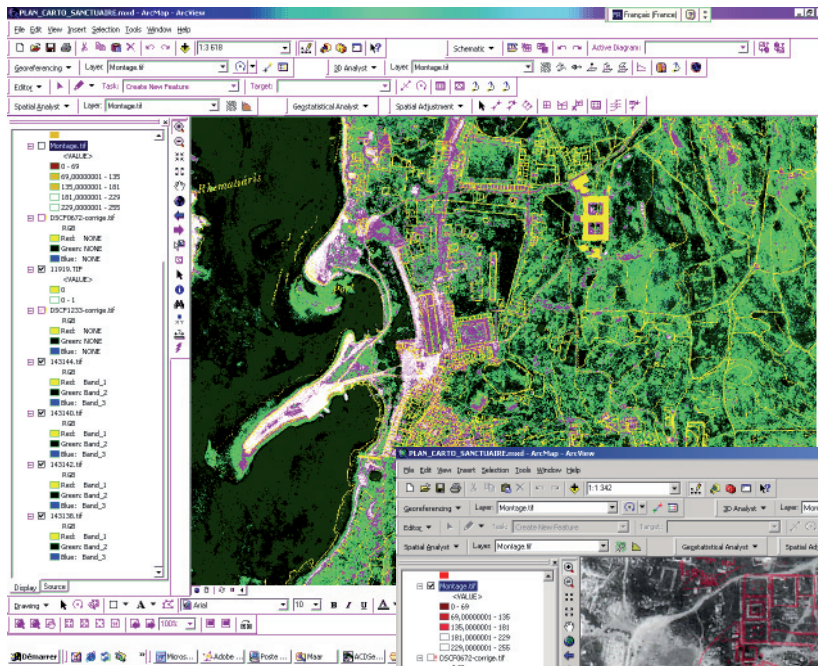 PLAN_CARTO_SANCTUAIRE.mxd - ArcMap - ArcView
Français (France)
File Edit View Insert Selection Tools Window Help
1:3 618
Schematic
Active Diagram:
Georeferencing Layer: Montage.tif
3D Analyst Layer: Montage.tif
Editor Task: Create New Feature Target:
Spatial Analyst Layer: Montage.tif Geostatistical Analyst Spatial Adjustment
Montage.tif
<VALUE>
0 - 69
69,00000001 - 135
135,0000001 - 181
181,0000001 - 229
229,0000001 - 255
DSCF0672-corrige.tif
RGB
Red: NONE
Green: NONE
Blue: NONE
11919.TIF
<VALUE>
0
0 - 1
DSCF1233-corrige.tif
RGB
Red: NONE
Green: NONE
Blue: NONE
143144.tif
RGB
Red: Band_1
Green: Band_2
Blue: Band_3
143140.tif
RGB
Red: Band_1
Green: Band_2
Blue: Band_3
143142.tif
RGB
Red: Band_1
Green: Band_2
Blue: Band_3
143138.tif
RGB
Red: Band_1
Green: Band_2
Blue: Band_3
Display Source
Drawing Arial 10 B I U A
100%
Démarrer Micros... Adobe ... Poste ... Maar ACDSe...
PLAN_CARTO_SANCTUAIRE.mxd - ArcMap - ArcView
File Edit View Insert Selection Tools Window Help
1:1 342
Georeferencing Layer: Montage.tif 3D Analyst Layer: Mon
Editor Task: Create New Feature Target:
Spatial Analyst Layer: Montage.tif Geostatistical Analyst Spatial Ad
Montage.tif
<VALUE>
0 - 69
69,00000001 - 135
135,0000001 - 181
181,0000001 - 229
229,0000001 - 255
DSCF0672-corrige.tif